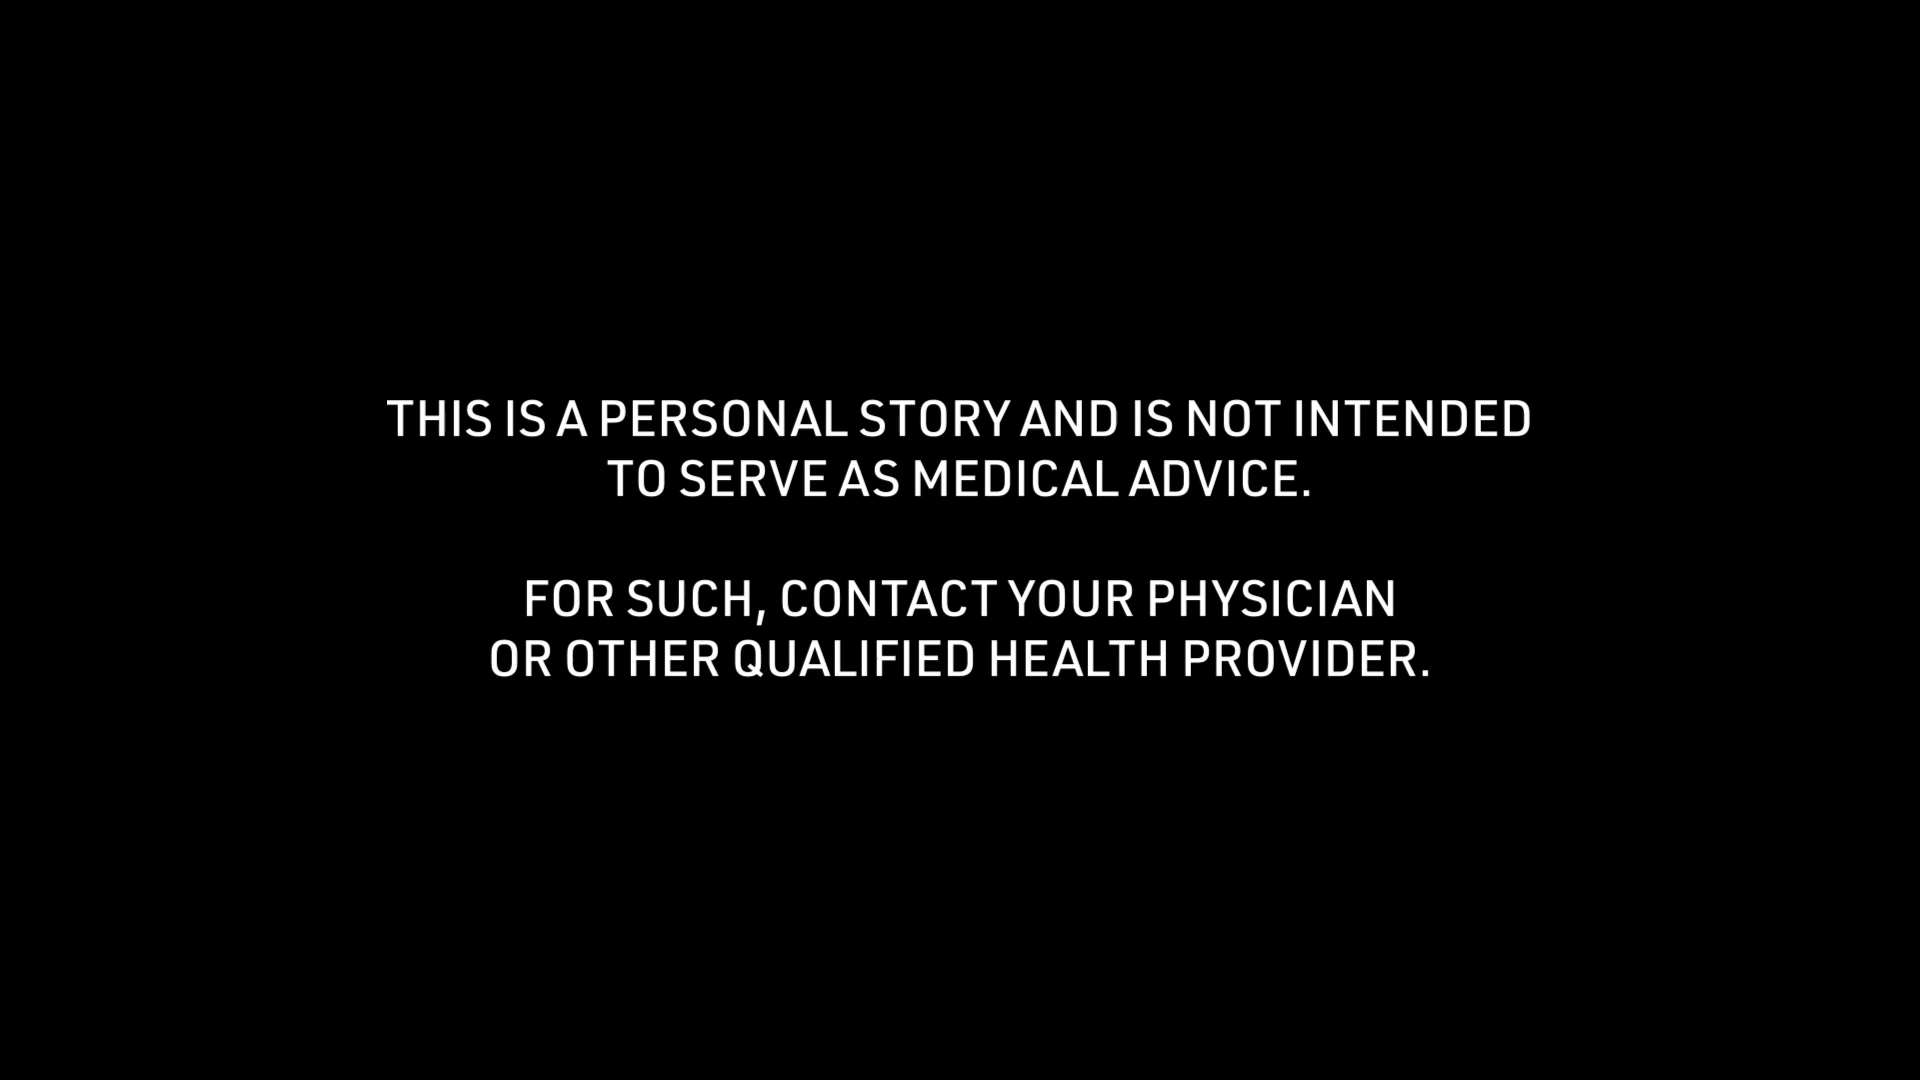 THIS IS A PERSONAL STORY AND IS NOT INTENDED
TO SERVE AS MEDICAL ADVICE.
FOR SUCH, CONTACT YOUR PHYSICIAN
OR OTHER QUALIFIED HEALTH PROVIDER.